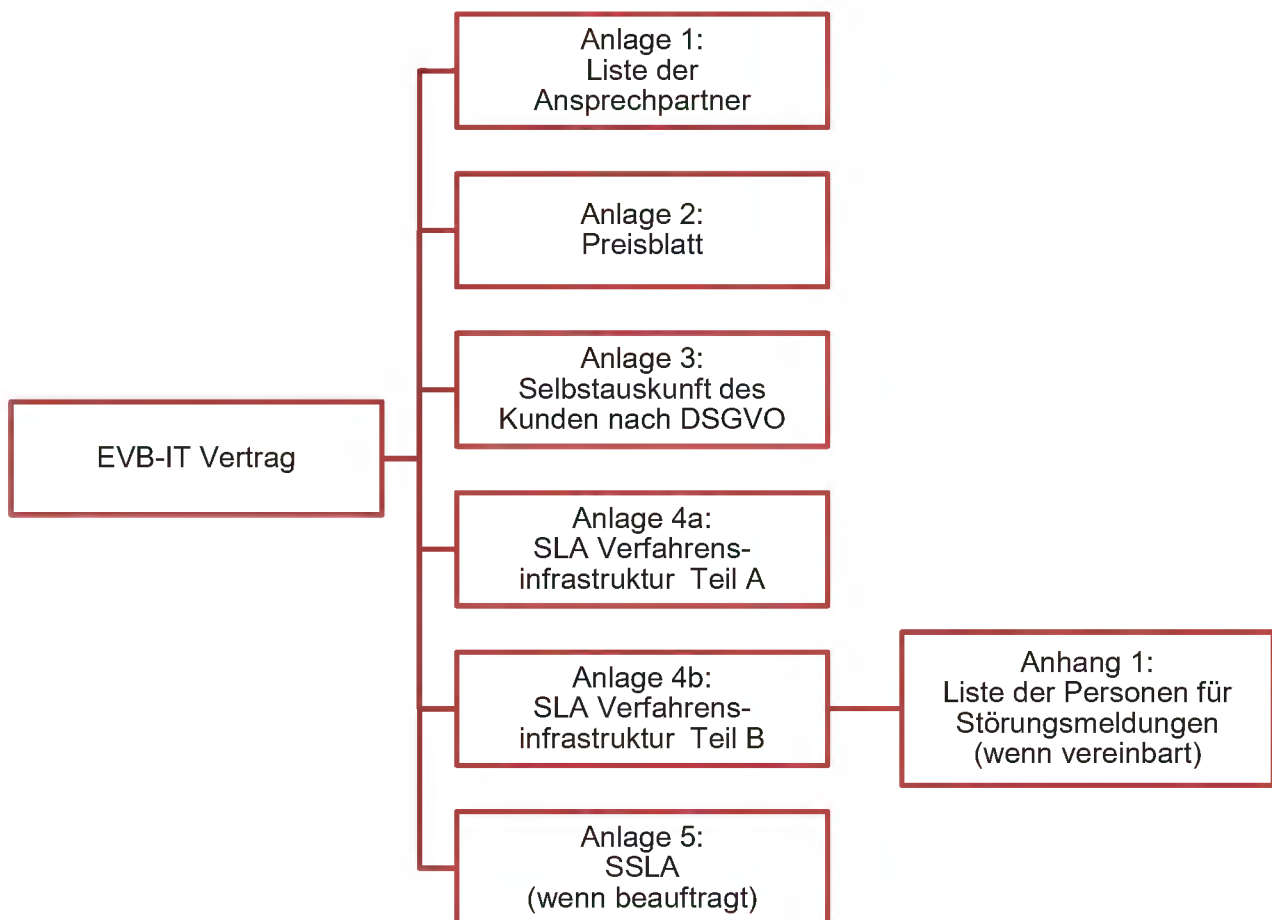 Anlage 1:
Liste der
Ansprechpartner
Anlage 2:
Preisblatt
Anlage 3:
Selbstauskunft des
Kunden nach DSGVO
EVB-IT Vertrag
Anlage 4a:
SLA Verfahrens-
infrastruktur Teil A
Anlage 4b:
SLA Verfahrens-
infrastruktur Teil B
Anhang 1:
Liste der Personen für
Störungsmeldungen
(wenn vereinbart)
Anlage 5:
SSLA
(wenn beauftragt)